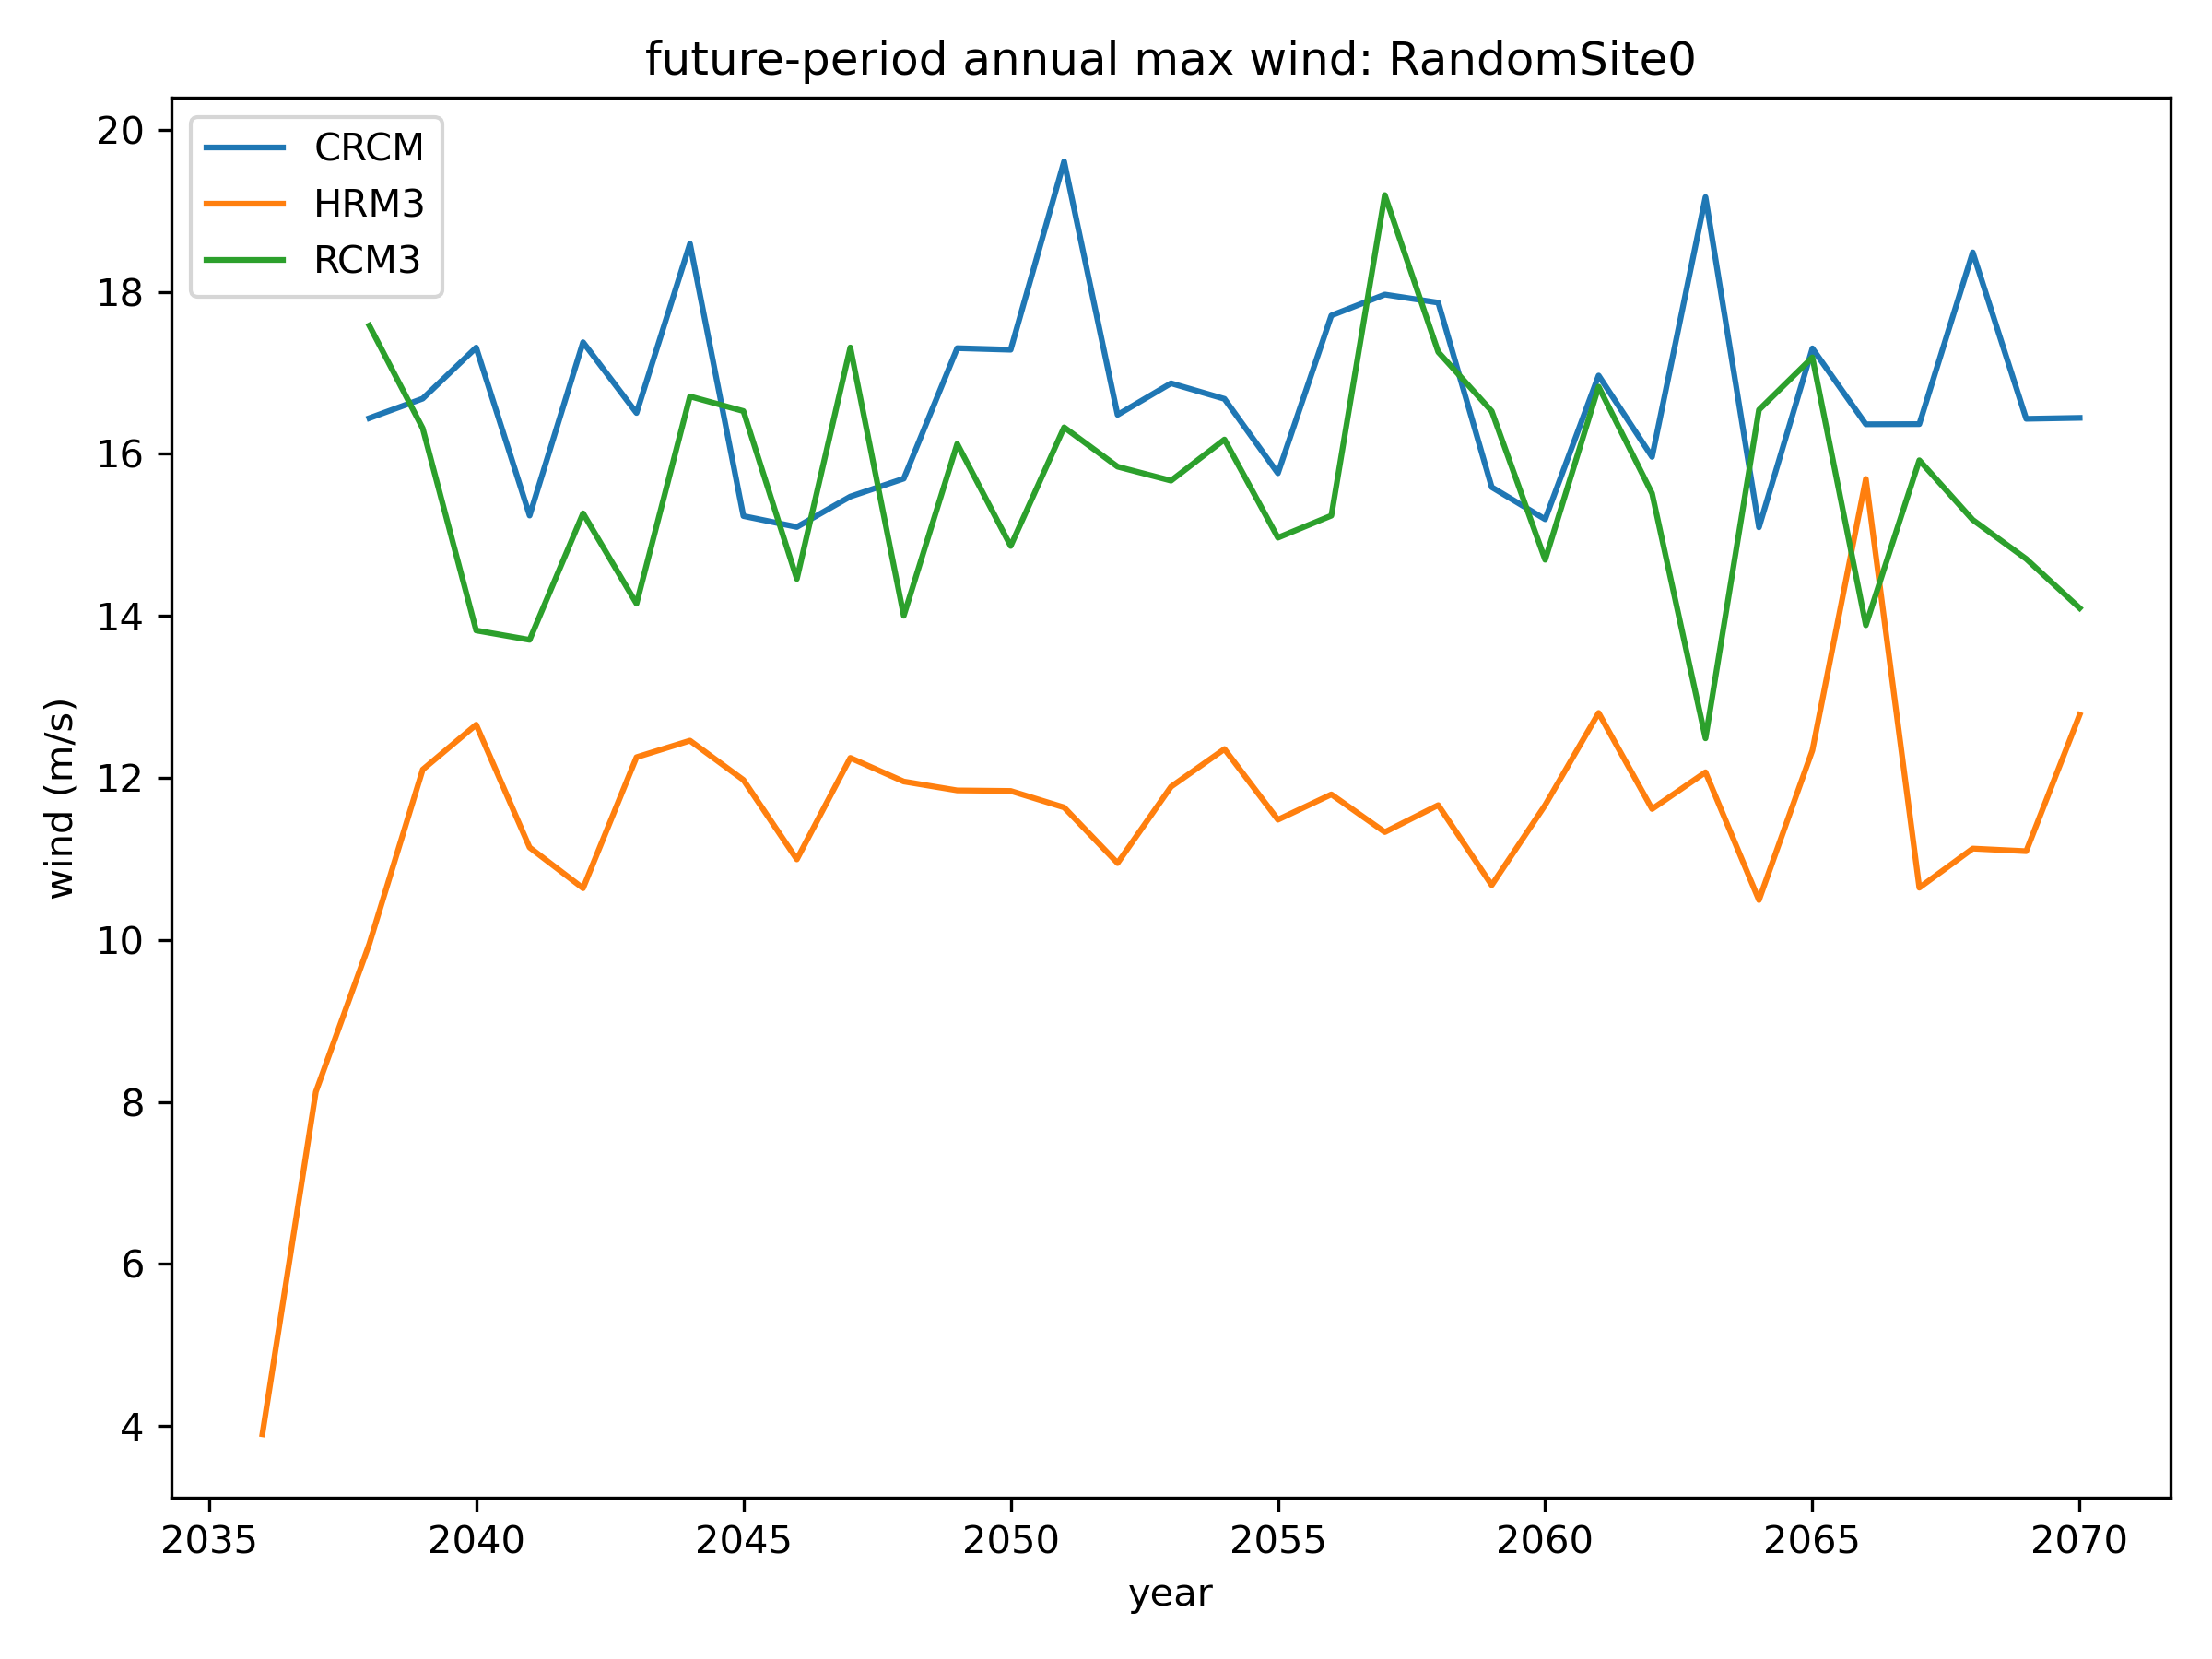 future-period annual max wind: RandomSite0
CRCM
HRM3
RCM3
20
18
16
14
12
10
8
6
4
wind (m/s)
2035 2040 2045 2050 2055 2060 2065 2070
year